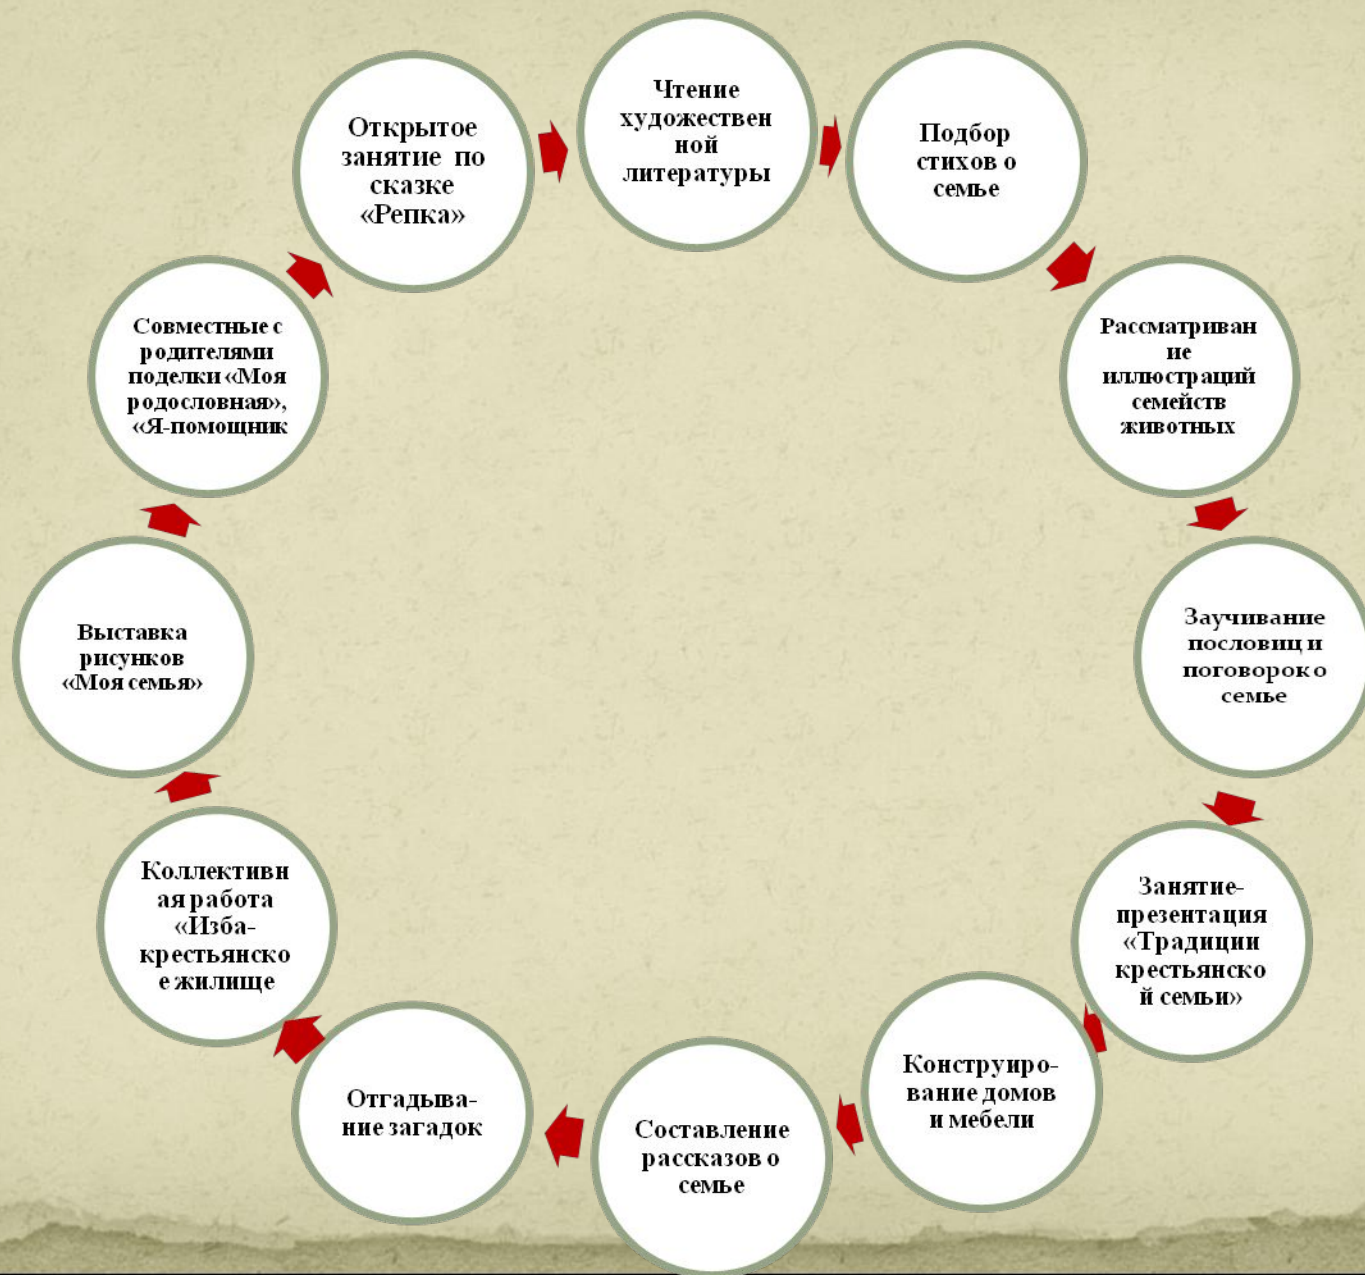 Чтение
художествен
ной
литературы
Подбор
стихов о
семье
Рассматриван
ие
иллюстраций
семейств
животных
Заучивание
пословиц и
поговорок о
семье
Занятие-
презентация
«Традиции
крестьянско
й семьи»
Конструиро-
вание домов
и мебели
Составление
рассказов о
семье
Отгадыва-
ние загадок
Коллективн
ая работа
«Изба-
крестьянско
е жилище
Выставка
рисунков
«Моя семья»
Совместные с
родителями
поделки «Моя
родословная»,
«Я-помощник
Открытое
занятие по
сказке
«Репка»